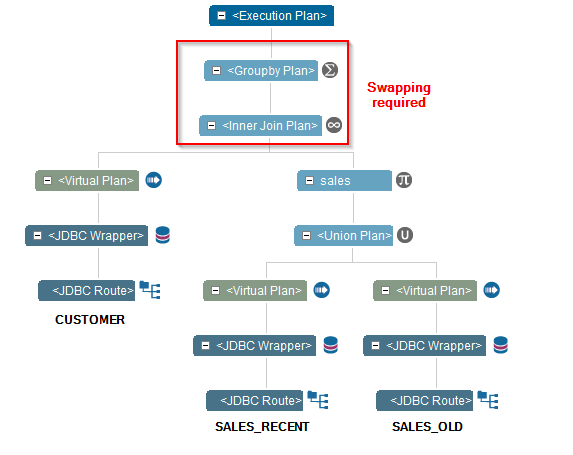 <Execution Plan>
<Groupby Plan>
Swapping
required
<Inner Join Plan>
<Virtual Plan>
sales
<JDBC Wrapper>
<Union Plan>
<JDBC Route>
<Virtual Plan>
<Virtual Plan>
CUSTOMER
<JDBC Wrapper>
<JDBC Wrapper>
<JDBC Route>
<JDBC Route>
SALES_RECENT
SALES_OLD